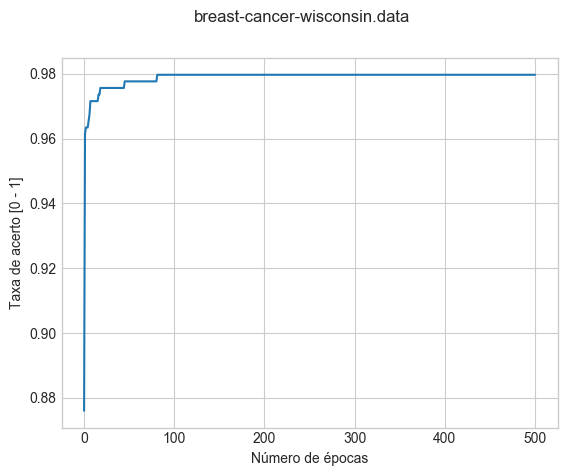 breast-cancer-wisconsin.data
0.98
0.96
0.94
0.92
0.90
0.88
Taxa de acerto [0 - 1]
0 100 200 300 400 500
Número de épocas